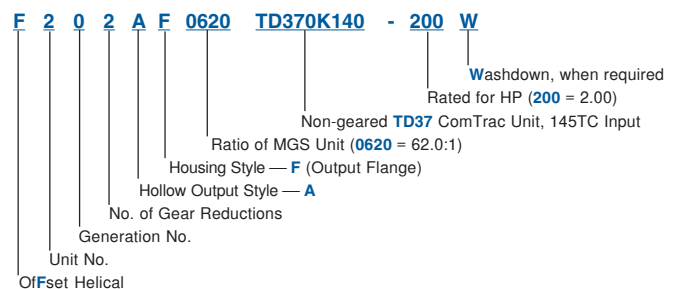 F 2 0 2 A F 0620 TD370K140 - 200 W
Washdown, when required
Rated for HP (200 = 2.00)
Non-geared TD37 ComTrac Unit, 145TC Input
Ratio of MGS Unit (0620 = 62.0:1)
Housing Style — F (Output Flange)
Hollow Output Style — A
No. of Gear Reductions
Generation No.
Unit No.
OfFset Helical